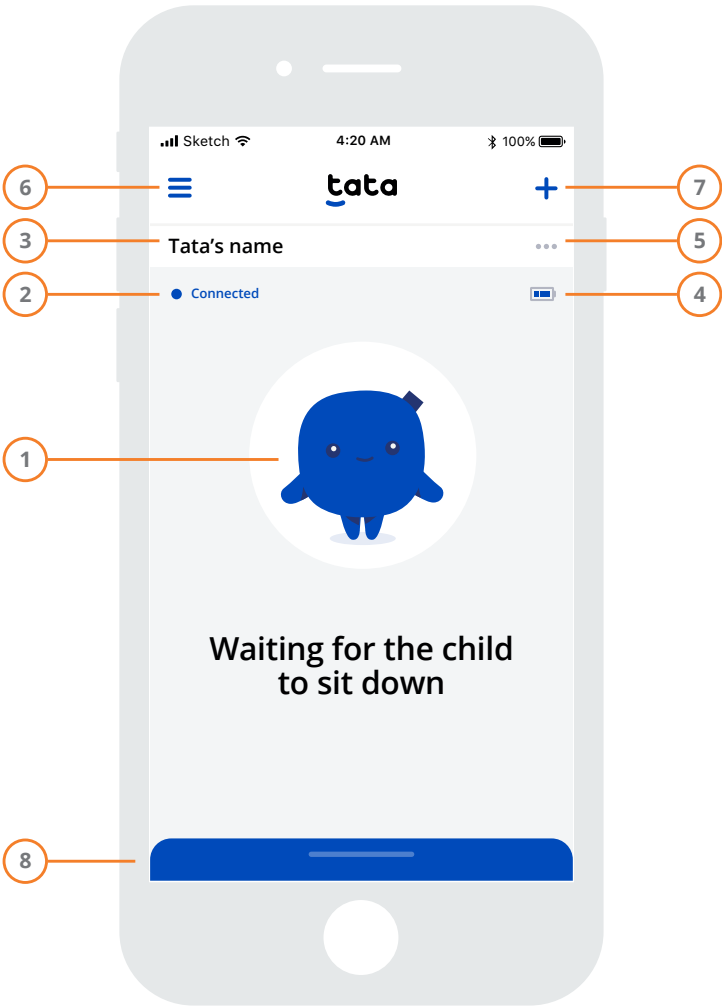 Sketch 4:20 AM 100%
6 tata 7
3 Tata’s name 5
2 Connected 4
1
Waiting for the child
to sit down
8